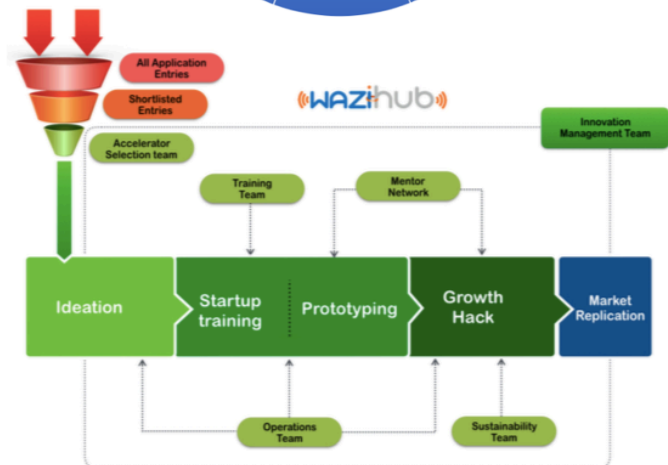 All Application
Entries
Shortlisted
Entries
Accelerator
Selection team
WAZIHUB
Innovation
Management Team
Training
Team
Mentor
Network
Ideation
Startup
training
Prototyping
Growth
Hack
Market
Replication
Operations
Team
Sustainability
Team